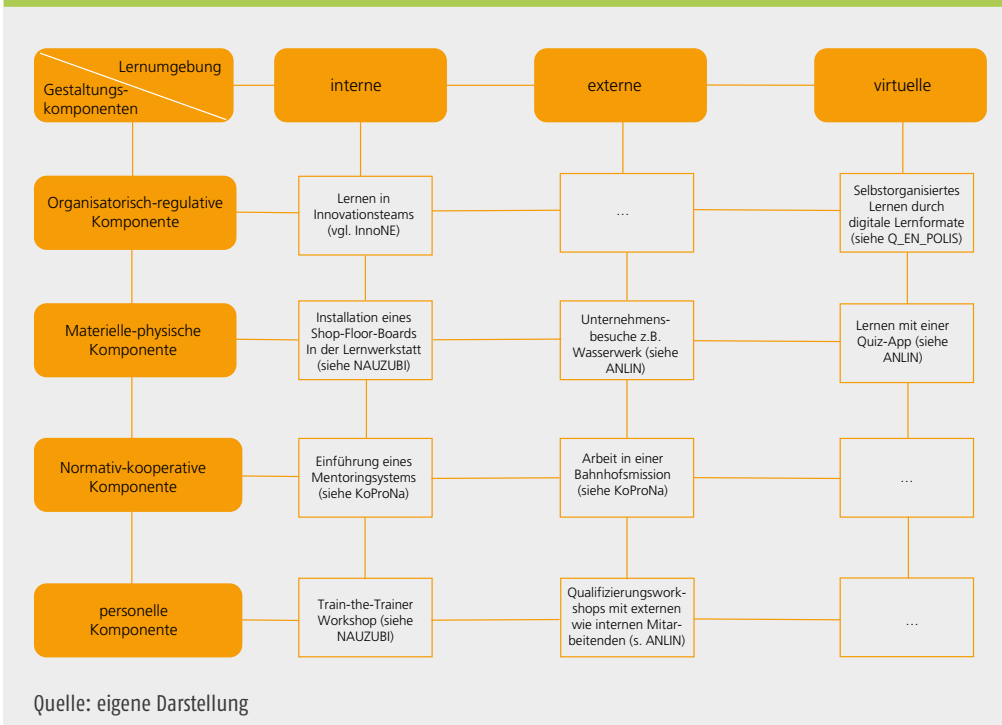 Lernumgebung
Gestaltungs-
komponenten
interne
externe
virtuelle
Organisatorisch-regulative
Komponente
Lernen in
Innovationsteams
(vgl. InnoNE)
...
Selbstorganisiertes
Lernen durch
digitale Lernformate
(siehe Q_EN_POLIS)
Materielle-physische
Komponente
Installation eines
Shop-Floor-Boards
In der Lernwerkstatt
(siehe NAUZUBI)
Unternehmens-
besuche z.B.
Wasserwerk (siehe
ANLIN)
Lernen mit einer
Quiz-App (siehe
ANLIN)
Normativ-kooperative
Komponente
Einführung eines
Mentoringsystems
(siehe KoProNa)
Arbeit in einer
Bahnhofsmission
(siehe KoProNa)
...
personelle
Komponente
Train-the-Trainer
Workshop (siehe
NAUZUBI)
Qualifizierungswork-
shops mit externen
wie internen Mitar-
beitenden (s. ANLIN)
...
Quelle: eigene Darstellung